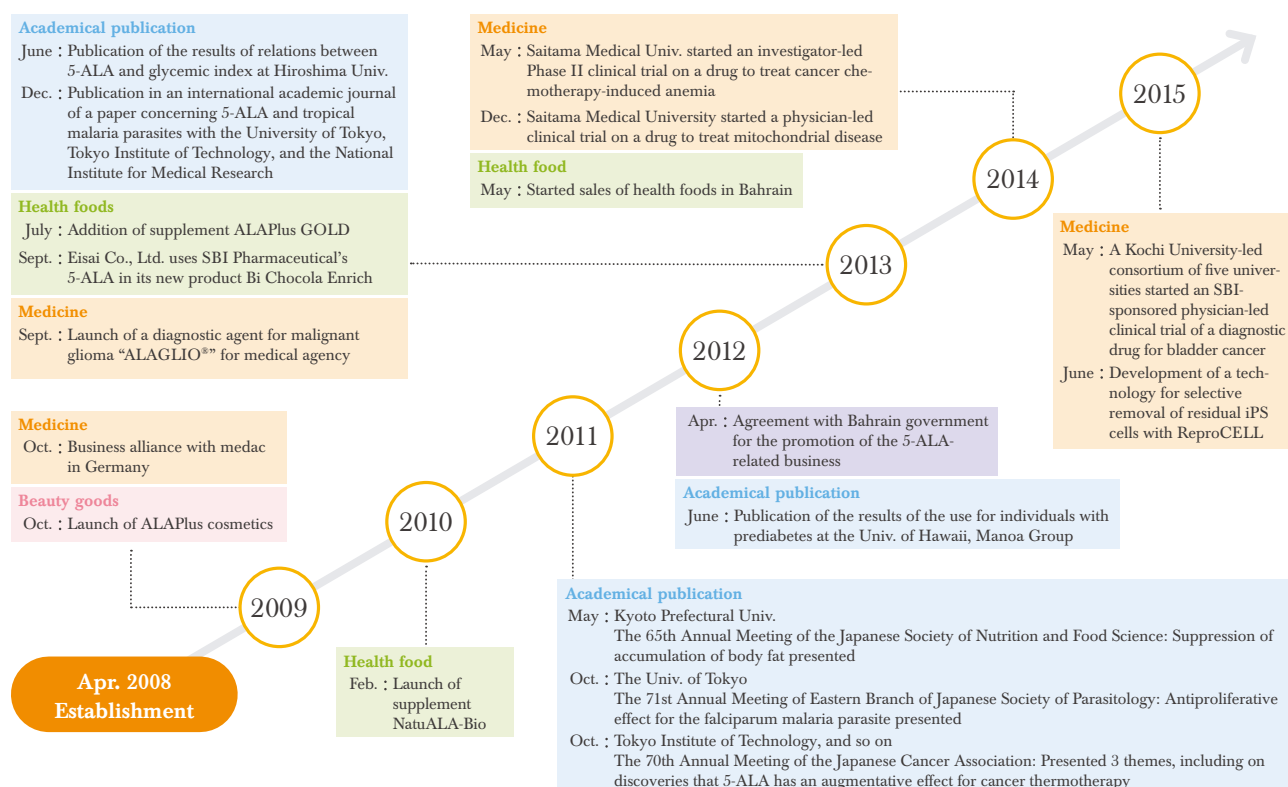 Academical publication
June : Publication of the results of relations between
5-ALA and glycemic index at Hiroshima Univ.
Dec. : Publication in an international academic journal
of a paper concerning 5-ALA and tropical
malaria parasites with the University of Tokyo,
Tokyo Institute of Technology, and the National
Institute for Medical Research
Health foods
July : Addition of supplement ALAPlus GOLD
Sept. : Eisai Co., Ltd. uses SBI Pharmaceutical's
5-ALA in its new product Bi Chocola Enrich
Medicine
Sept. : Launch of a diagnostic agent for malignant
glioma "ALAGLIO®" for medical agency
Medicine
May : Saitama Medical Univ. started an investigator-led
Phase II clinical trial on a drug to treat cancer che-
motherapy-induced anemia
Dec. : Saitama Medical University started a physician-led
clinical trial on a drug to treat mitochondrial disease
Health food
May : Started sales of health foods in Bahrain
2015
2014
2013
2012
2011
2010
2009
Medicine
May : A Kochi University-led
consortium of five univer-
sities started an SBI-
sponsored physician-led
clinical trial of a diagnostic
drug for bladder cancer
June : Development of a tech-
nology for selective
removal of residual iPS
cells with ReproCELL
Medicine
Oct. : Business alliance with medac
in Germany
Beauty goods
Oct. : Launch of ALAPlus cosmetics
Apr. : Agreement with Bahrain government
for the promotion of the 5-ALA-
related business
Academical publication
June : Publication of the results of the use for individuals with
prediabetes at the Univ. of Hawaii, Manoa Group
Apr. 2008
Establishment
Health food
Feb. : Launch of
supplement
NatuALA-Bio
Academical publication
May : Kyoto Prefectural Univ.
The 65th Annual Meeting of the Japanese Society of Nutrition and Food Science: Suppression of
accumulation of body fat presented
Oct. : The Univ. of Tokyo
The 71st Annual Meeting of Eastern Branch of Japanese Society of Parasitology: Antiproliferative
effect for the falciparum malaria parasite presented
Oct. : Tokyo Institute of Technology, and so on
The 70th Annual Meeting of the Japanese Cancer Association: Presented 3 themes, including on
discoveries that 5-ALA has an augmentative effect for cancer thermotherapy